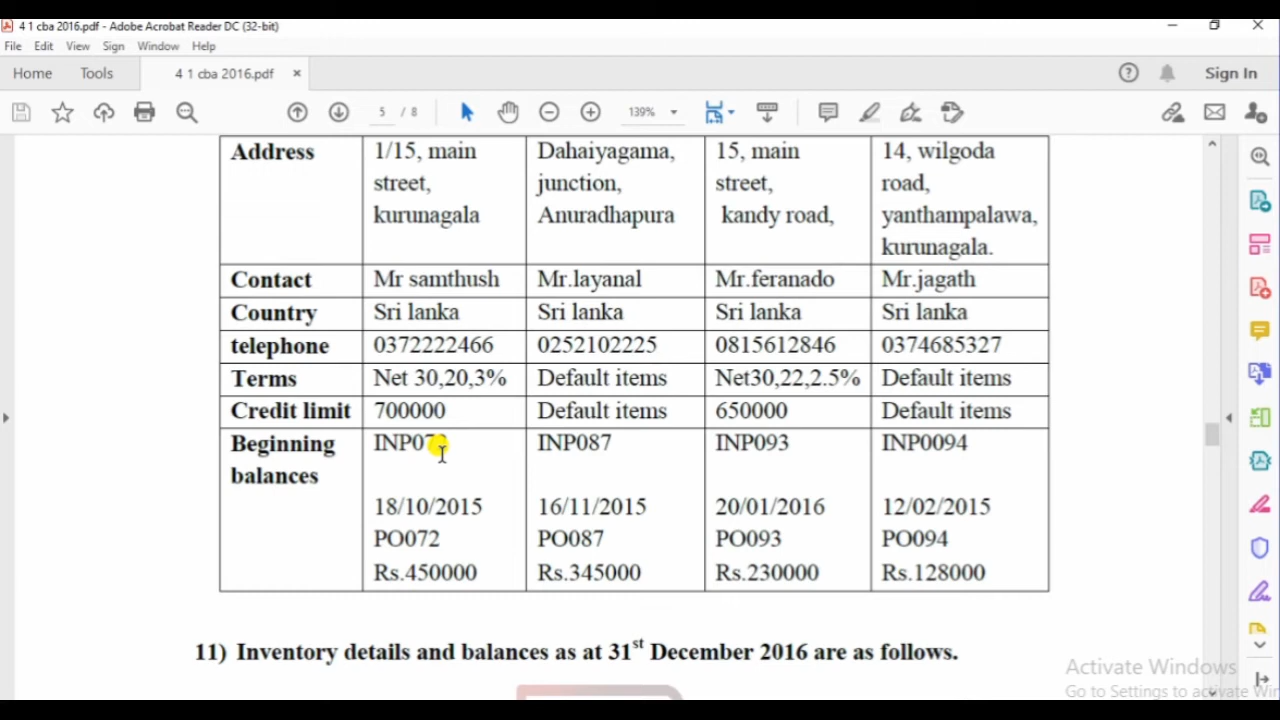 4 1 cba 2016.pdf - Adobe Acrobat Reader DC (32-bit)
File Edit View Sign Window Help
Home Tools 4 1 cba 2016.pdf × Sign In
5 / 8 139%
Address 1/15, main Dahaiyagama, 15, main 14, wilgoda
street, junction, street, road,
kurunagala Anuradhapura kandy road, yanthampalawa,
kurunagala.
Contact Mr samthush Mr.layanal Mr.feranado Mr.jagath
Country Sri lanka Sri lanka Sri lanka Sri lanka
telephone 0372222466 0252102225 0815612846 0374685327
Terms Net 30,20,3% Default items Net30,22,2.5% Default items
Credit limit 700000 Default items 650000 Default items
Beginning INP087 INP093 INP0094
balances
18/10/2015 16/11/2015 20/01/2016 12/02/2015
PO072 PO087 PO093 PO094
Rs.450000 Rs.345000 Rs.230000 Rs.128000
11) Inventory details and balances as at 31st December 2016 are as follows.
Activate Windows
Go to Settings to activate Win